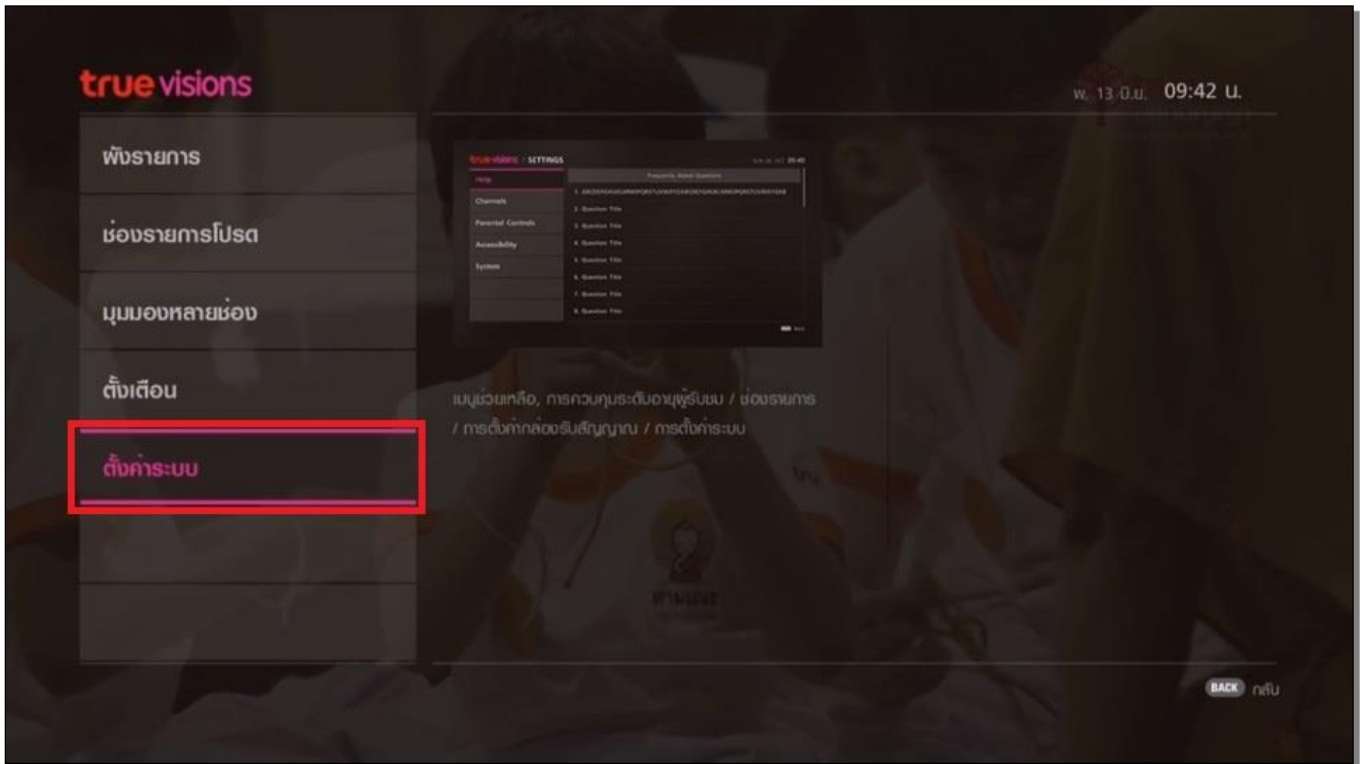 true visions
พ. 13 มิ.ย. 09:42 น.
ผังรายการ
ช่องรายการโปรด
มุมมองหลายช่อง
ตั้งเตือน
ตั้งค่าระบบ
true visions : SETTINGS
09:40
Help
Channels
Parental Controls
Accessibility
System
Frequently Asked Questions
2. Question Title
3. Question Title
4. Question Title
5. Question Title
6. Question Title
7. Question Title
8. Question Title
เมนูช่วยเหลือ, การควบคุมระดับอายุผู้รับชม / ช่องรายการ
/ การตั้งค่ากล่องรับสัญญาณ / การตั้งค่าระบบ
BACK กลับ